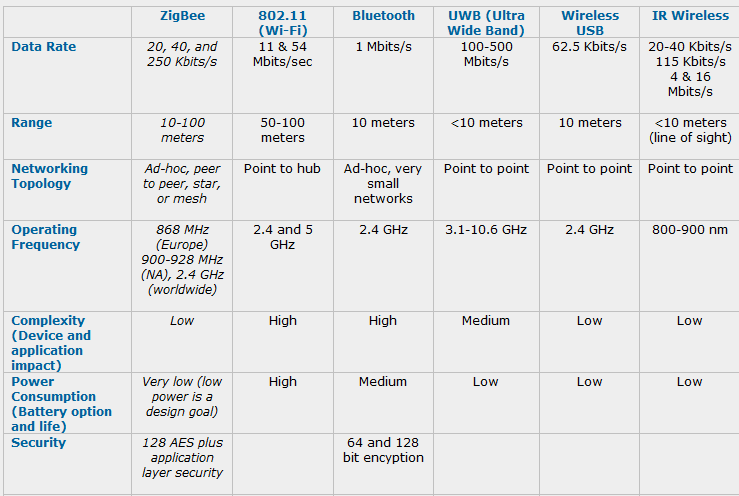 ZigBee 802.11 (Wi-Fi) Bluetooth UWB (Ultra Wide Band) Wireless USB IR Wireless
Data Rate 20, 40, and 250 Kbits/s 11 & 54 Mbits/sec 1 Mbits/s 100-500 Mbits/s 62.5 Kbits/s 20-40 Kbits/s 115 Kbits/s 4 & 16 Mbits/s
Range 10-100 meters 50-100 meters 10 meters <10 meters 10 meters <10 meters (line of sight)
Networking Topology Ad-hoc, peer to peer, star, or mesh Point to hub Ad-hoc, very small networks Point to point Point to point Point to point
Operating Frequency 868 MHz (Europe) 900-928 MHz (NA), 2.4 GHz (worldwide) 2.4 and 5 GHz 2.4 GHz 3.1-10.6 GHz 2.4 GHz 800-900 nm
Complexity (Device and application impact) Low High High Medium Low Low
Power Consumption (Battery option and life) Very low (low power is a design goal) High Medium Low Low Low
Security 128 AES plus application layer security 64 and 128 bit encyption